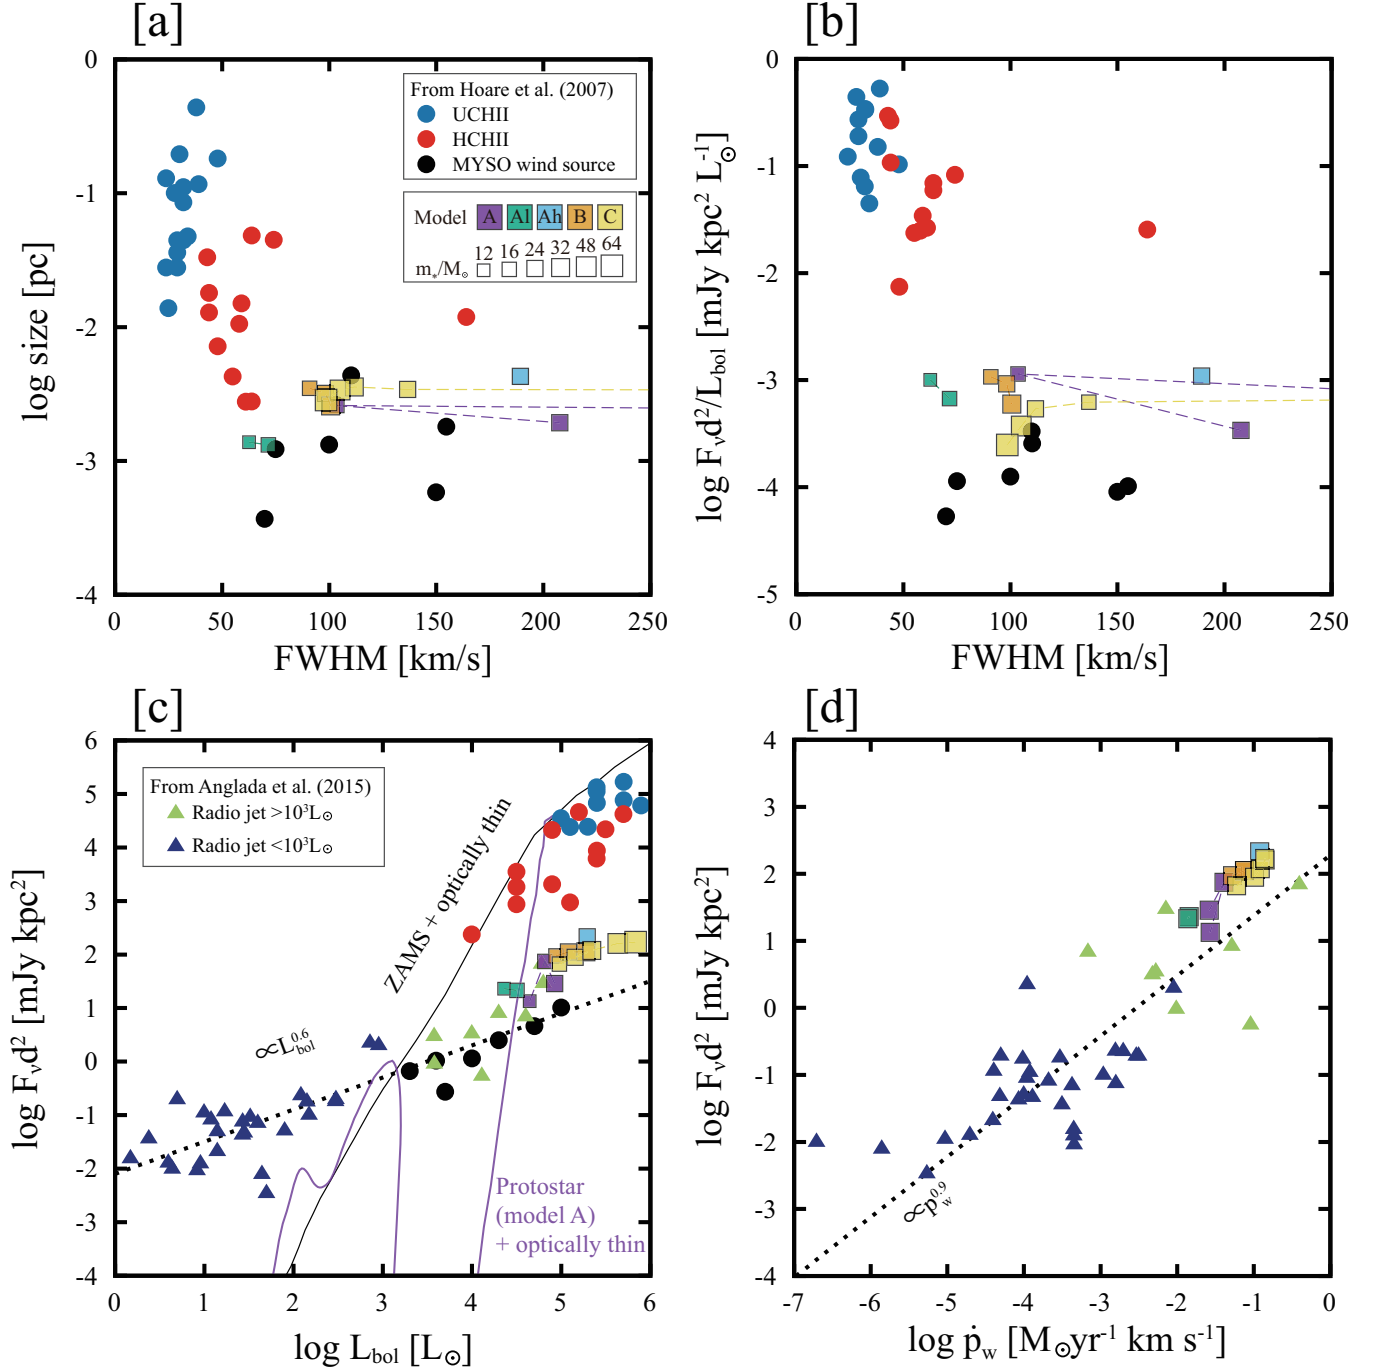 [a]
0
-1
-2
-3
-4
log size [pc]
0
50
100
150
200
250
FWHM [km/s]
From Hoare et al. (2007)
UCHII
HCHII
MYSO wind source
Model A Al Ah B C
12 16 24 32 48 64
m*/M⊙
[b]
0
-1
-2
-3
-4
-5
log Fνd²/Lbol [mJy kpc² L⊙⁻¹]
0
50
100
150
200
250
FWHM [km/s]
[c]
6
5
4
3
2
1
0
-1
-2
-3
-4
log Fνd² [mJy kpc²]
From Anglada et al. (2015)
Radio jet >10³L⊙
Radio jet <10³L⊙
ZAMS + optically thin
∝Lbol^0.6
Protostar
(model A)
+ optically thin
0
1
2
3
4
5
6
log Lbol [L⊙]
[d]
4
3
2
1
0
-1
-2
-3
-4
log Fνd² [mJy kpc²]
∝pw^0.9
-7
-6
-5
-4
-3
-2
-1
0
log ṗw [M⊙yr⁻¹ km s⁻¹]